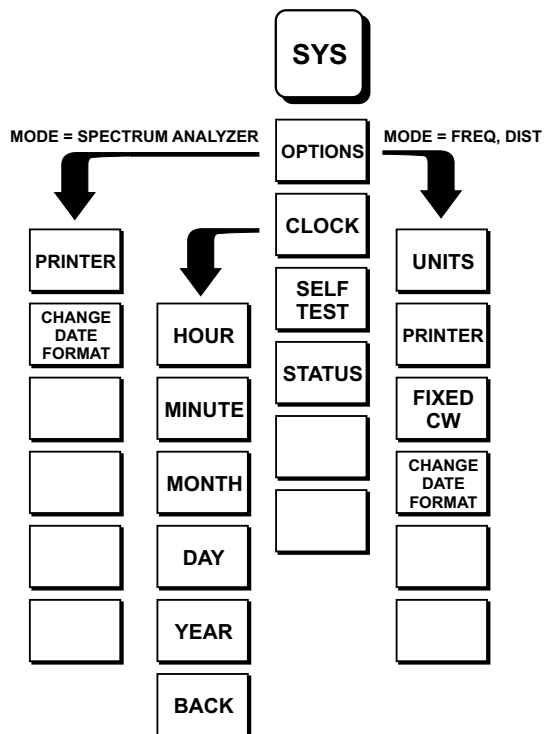 SYS
MODE = SPECTRUM ANALYZER
OPTIONS
MODE = FREQ, DIST
PRINTER
CHANGE
DATE
FORMAT
CLOCK
HOUR
MINUTE
MONTH
DAY
YEAR
BACK
SELF
TEST
STATUS
UNITS
PRINTER
FIXED
CW
CHANGE
DATE
FORMAT